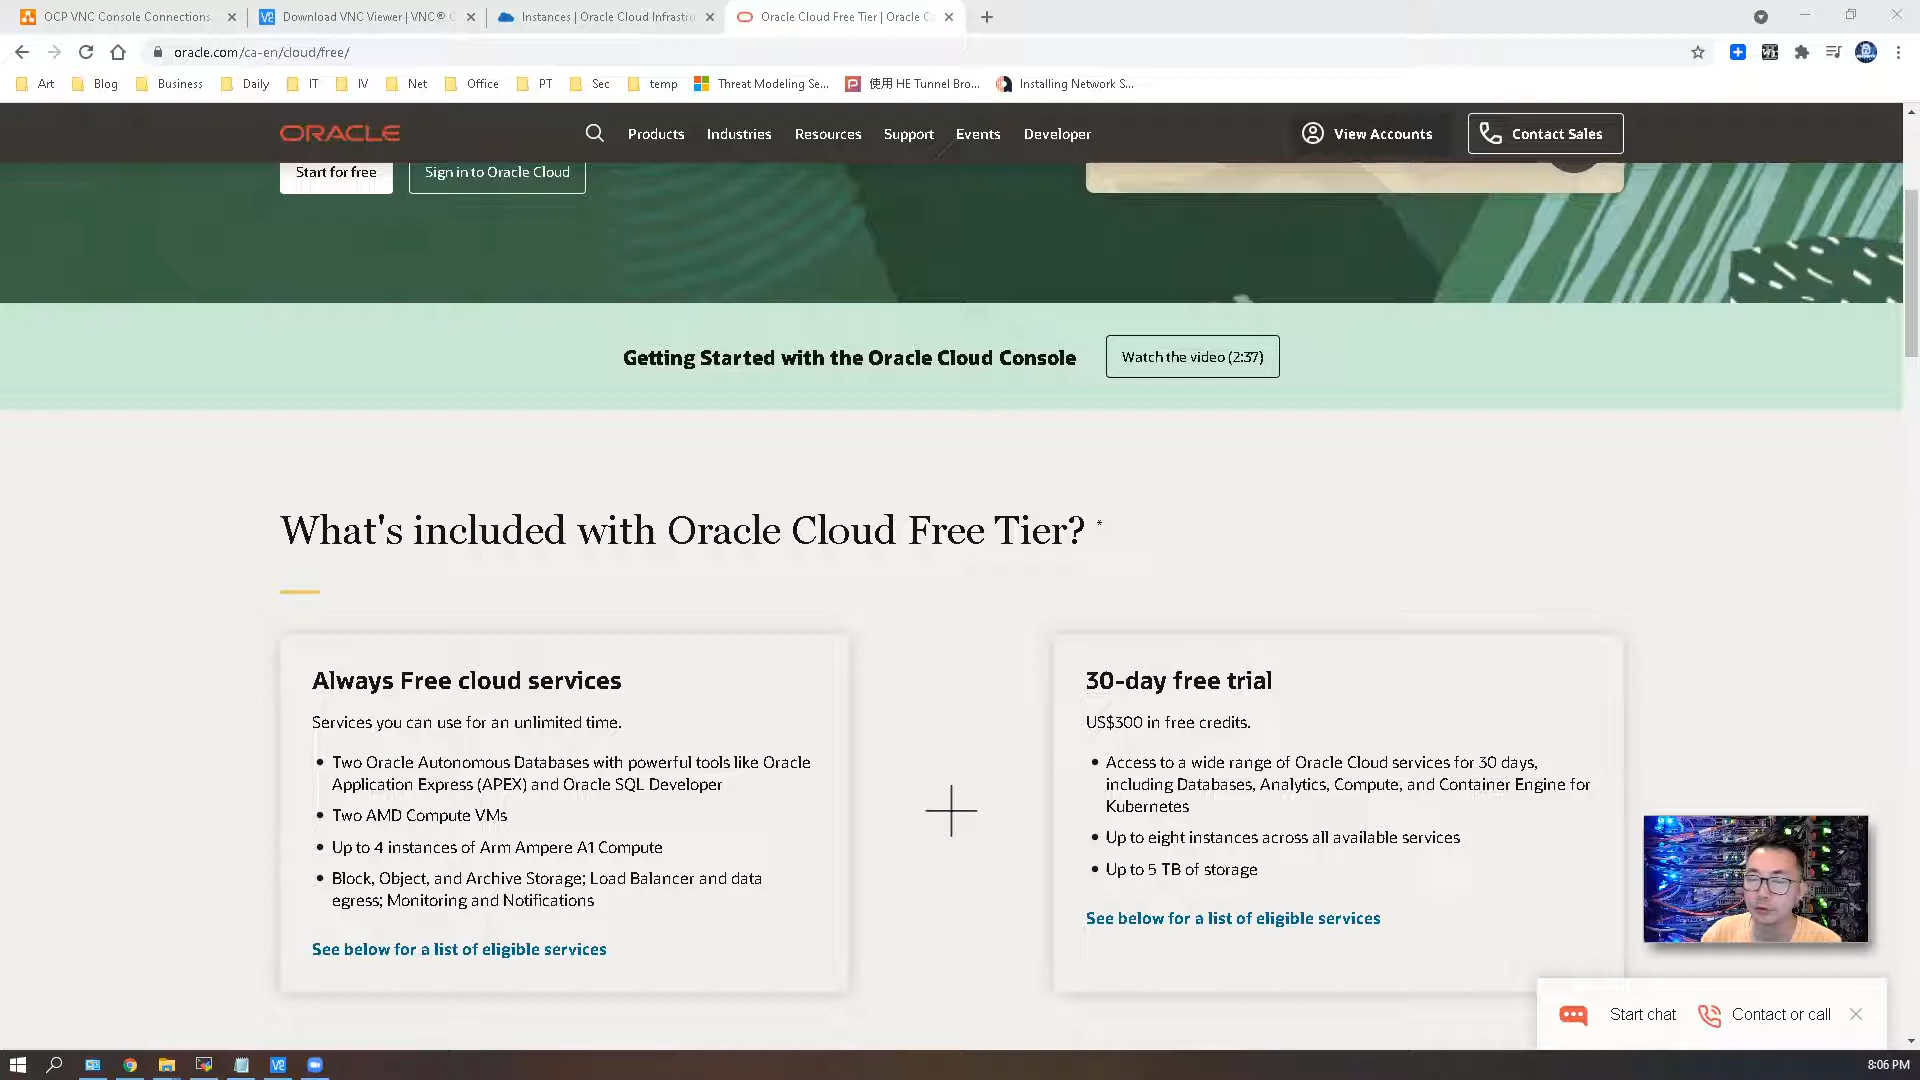 OCP VNC Console Connections
Download VNC Viewer | VNC®
Instances | Oracle Cloud Infrastru
Oracle Cloud Free Tier | Oracle C
oracle.com/ca-en/cloud/free/
Art
Blog
Business
Daily
IT
IV
Net
Office
PT
Sec
temp
Threat Modeling Se...
使用 HE Tunnel Bro...
Installing Network S...
ORACLE
Products
Industries
Resources
Support
Events
Developer
View Accounts
Contact Sales
Start for free
Sign in to Oracle Cloud
Getting Started with the Oracle Cloud Console
Watch the video (2:37)
What's included with Oracle Cloud Free Tier? *
Always Free cloud services
Services you can use for an unlimited time.
• Two Oracle Autonomous Databases with powerful tools like Oracle
Application Express (APEX) and Oracle SQL Developer
• Two AMD Compute VMs
• Up to 4 instances of Arm Ampere A1 Compute
• Block, Object, and Archive Storage; Load Balancer and data
egress; Monitoring and Notifications
See below for a list of eligible services
30-day free trial
US$300 in free credits.
• Access to a wide range of Oracle Cloud services for 30 days,
including Databases, Analytics, Compute, and Container Engine for
Kubernetes
• Up to eight instances across all available services
• Up to 5 TB of storage
See below for a list of eligible services
Start chat
Contact or call
8:06 PM